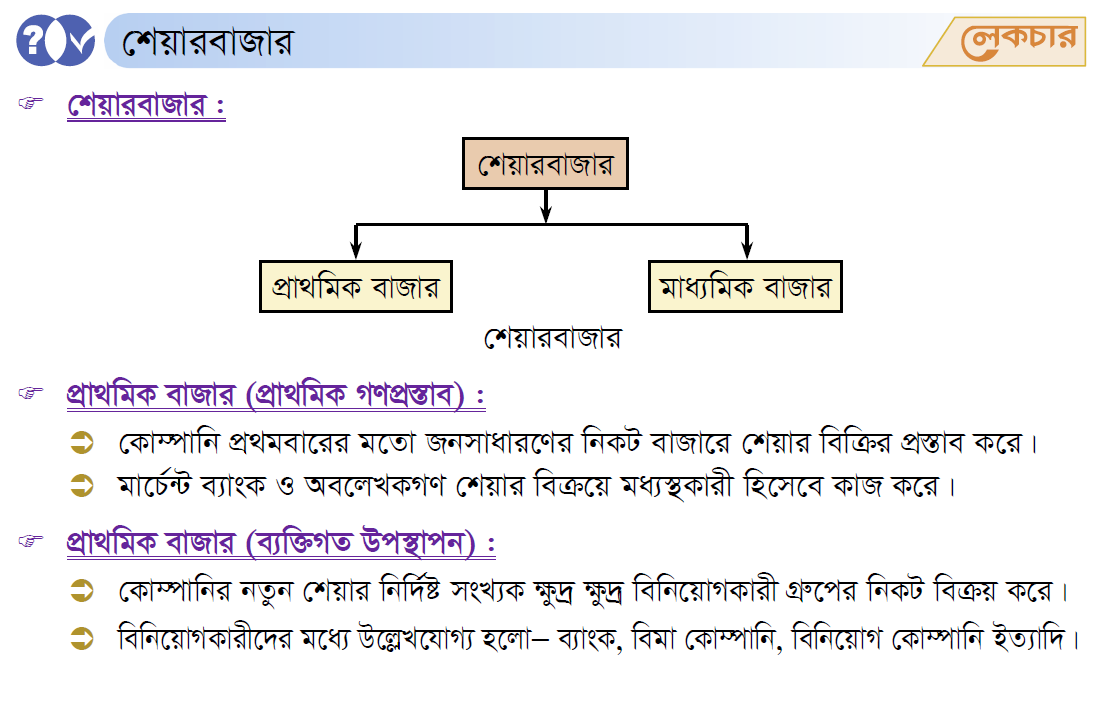 শেয়ারবাজার
লেকচার
শেয়ারবাজার :
শেয়ারবাজার
প্রাথমিক বাজার
মাধ্যমিক বাজার
শেয়ারবাজার
প্রাথমিক বাজার (প্রাথমিক গণপ্রস্তাব) :
কোম্পানি প্রথমবারের মতো জনসাধারণের নিকট বাজারে শেয়ার বিক্রির প্রস্তাব করে।
মার্চেন্ট ব্যাংক ও অবলেখকগণ শেয়ার বিক্রয়ে মধ্যস্থকারী হিসেবে কাজ করে।
প্রাথমিক বাজার (ব্যক্তিগত উপস্থাপন) :
কোম্পানির নতুন শেয়ার নির্দিষ্ট সংখ্যক ক্ষুদ্র ক্ষুদ্র বিনিয়োগকারী গ্রুপের নিকট বিক্রয় করে।
বিনিয়োগকারীদের মধ্যে উল্লেখযোগ্য হলো– ব্যাংক, বিমা কোম্পানি, বিনিয়োগ কোম্পানি ইত্যাদি।